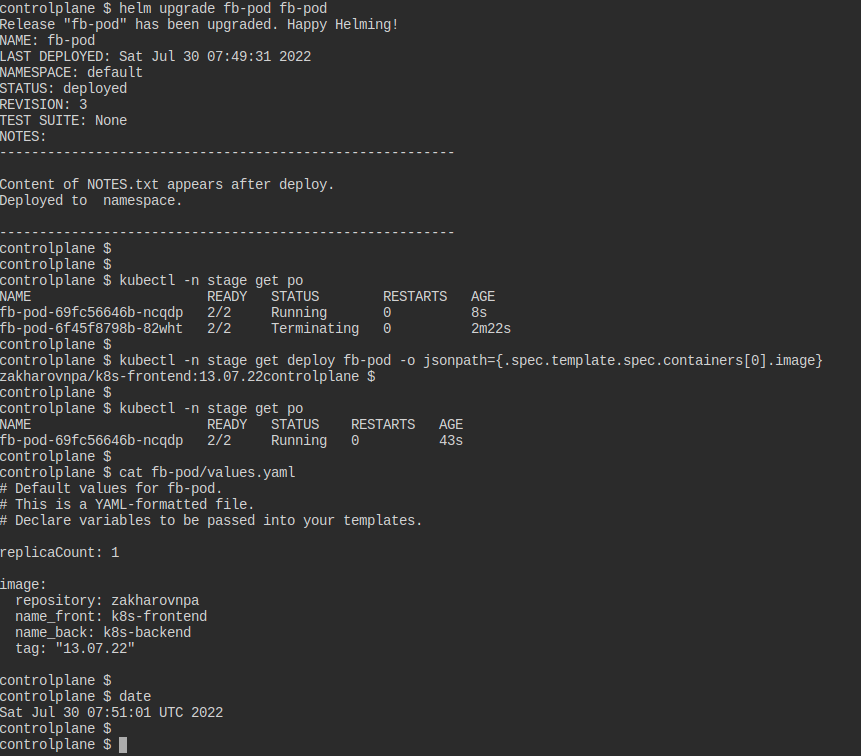 controlplane $ helm upgrade fb-pod fb-pod
Release "fb-pod" has been upgraded. Happy Helming!
NAME: fb-pod
LAST DEPLOYED: Sat Jul 30 07:49:31 2022
NAMESPACE: default
STATUS: deployed
REVISION: 3
TEST SUITE: None
NOTES:
---------------------------------------------------------

Content of NOTES.txt appears after deploy.
Deployed to  namespace.

---------------------------------------------------------
controlplane $
controlplane $
controlplane $ kubectl -n stage get po
NAME                      READY   STATUS        RESTARTS   AGE
fb-pod-69fc56646b-ncqdp   2/2     Running       0          8s
fb-pod-6f45f8798b-82wht   2/2     Terminating   0          2m22s
controlplane $
controlplane $ kubectl -n stage get deploy fb-pod -o jsonpath={.spec.template.spec.containers[0].image}
zakharovnpa/k8s-frontend:13.07.22controlplane $
controlplane $
controlplane $ kubectl -n stage get po
NAME                      READY   STATUS    RESTARTS   AGE
fb-pod-69fc56646b-ncqdp   2/2     Running   0          43s
controlplane $
controlplane $ cat fb-pod/values.yaml
# Default values for fb-pod.
# This is a YAML-formatted file.
# Declare variables to be passed into your templates.

replicaCount: 1

image:
  repository: zakharovnpa
  name_front: k8s-frontend
  name_back: k8s-backend
  tag: "13.07.22"

controlplane $
controlplane $ date
Sat Jul 30 07:51:01 UTC 2022
controlplane $
controlplane $